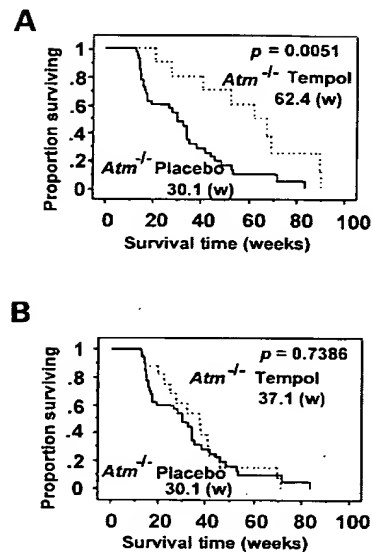 A
p = 0.0051
Atm-/- Tempol
62.4 (w)
Atm-/- Placebo
30.1 (w)
Proportion surviving
1
.8
.6
.4
.2
0
0 20 40 60 80 100
Survival time (weeks)
B
p = 0.7386
Atm-/- Tempol
37.1 (w)
Atm-/- Placebo
30.1 (w)
Proportion surviving
1
.8
.6
.4
.2
0
0 20 40 60 80 100
Survival time (weeks)